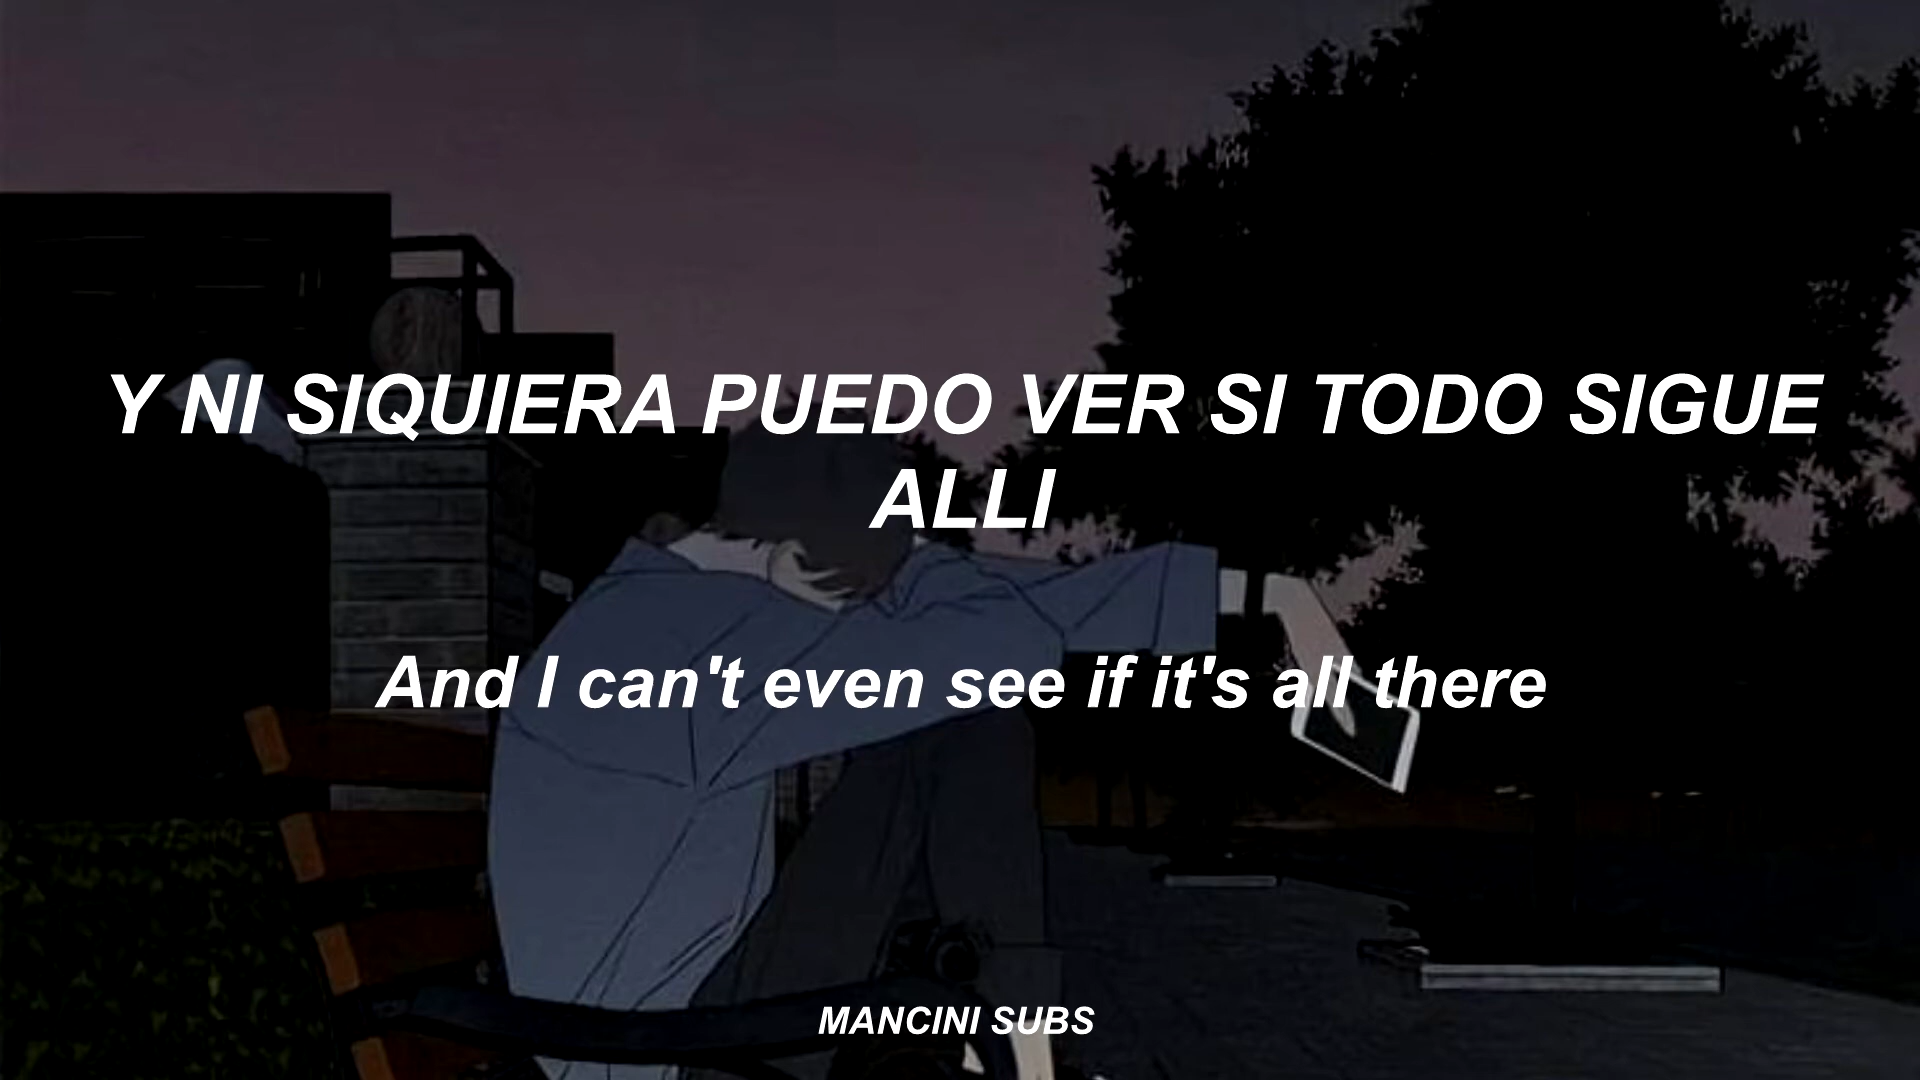 Y NI SIQUIERA PUEDO VER SI TODO SIGUE
ALLI
And I can't even see if it's all there
MANCINI SUBS